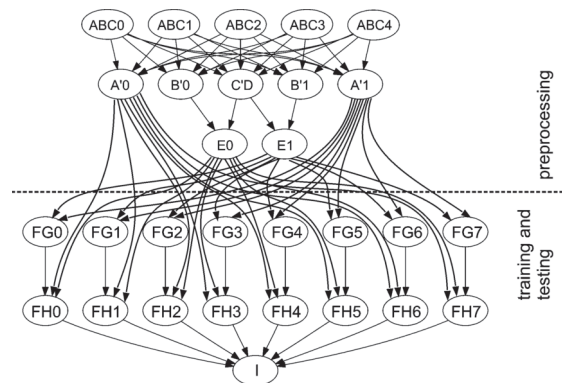 ABC0 ABC1 ABC2 ABC3 ABC4
A'0 B'0 C'D B'1 A'1
E0 E1
preprocessing
FG0 FG1 FG2 FG3 FG4 FG5 FG6 FG7
training and
testing
FH0 FH1 FH2 FH3 FH4 FH5 FH6 FH7
I